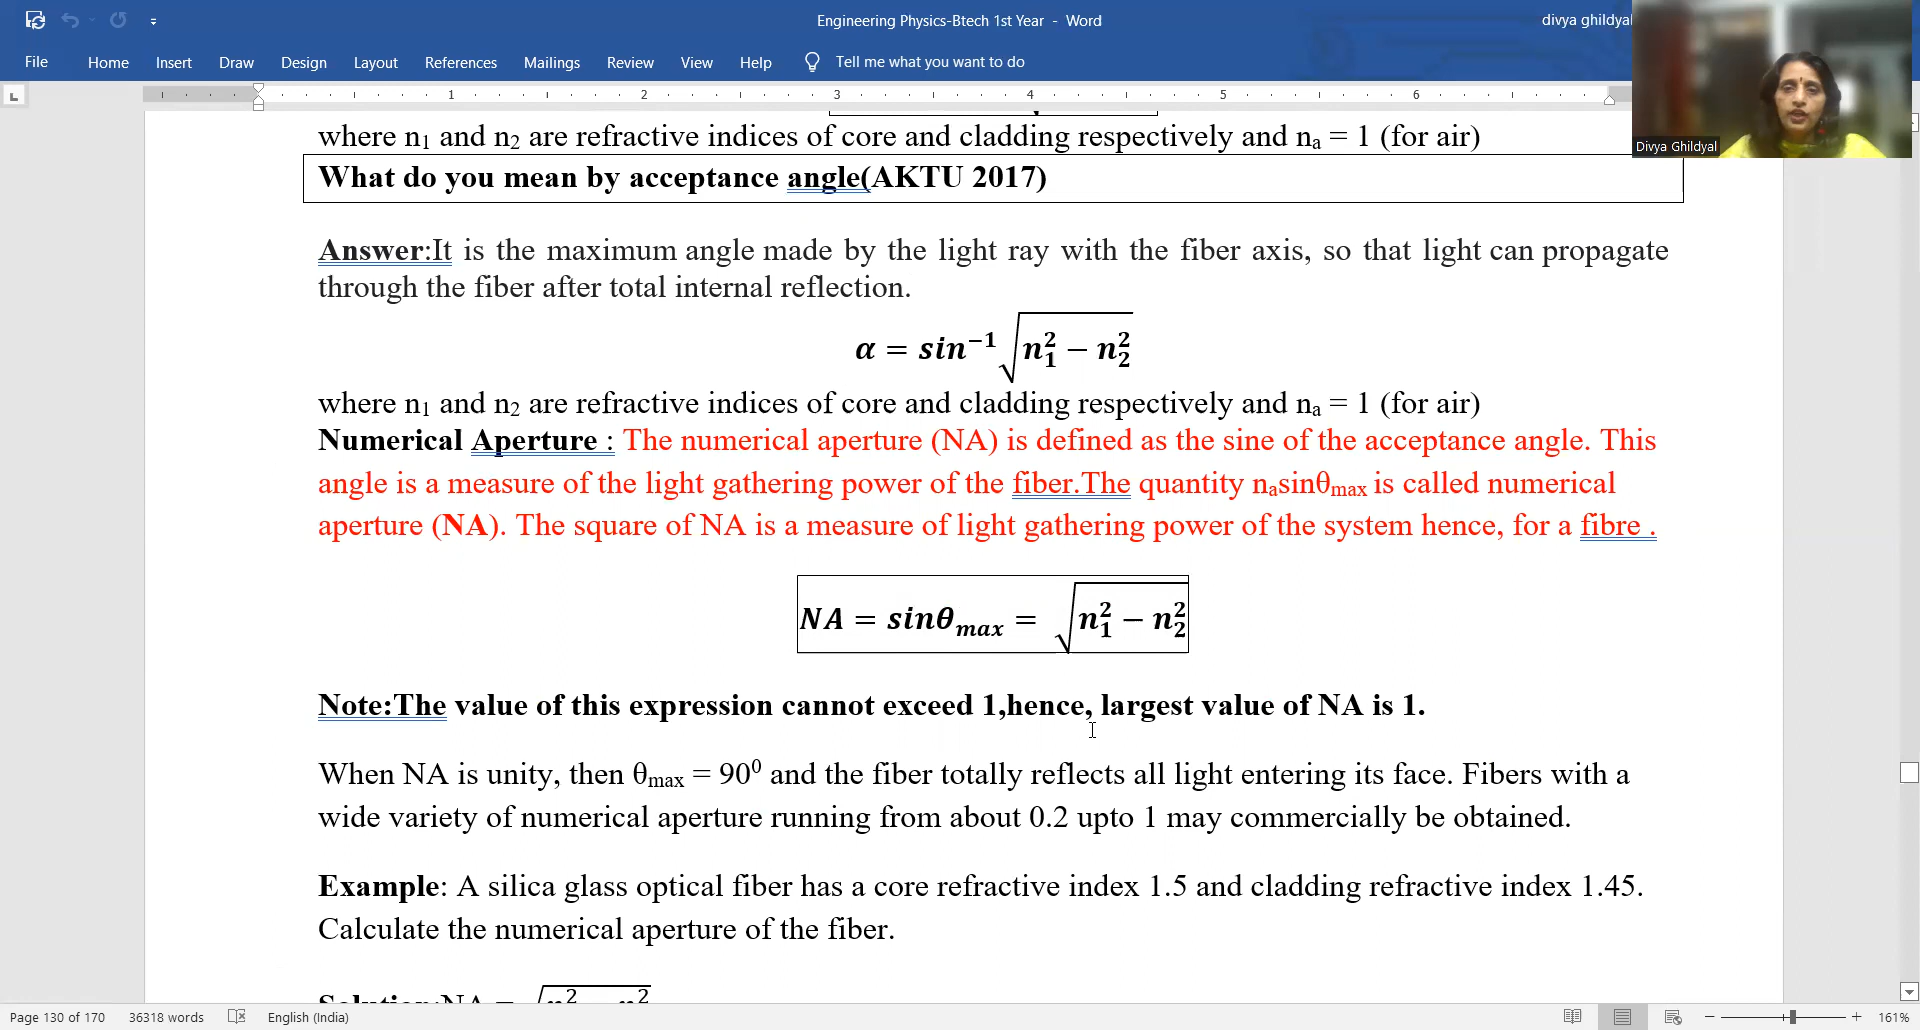 Engineering Physics-Btech 1st Year - Word
divya ghildyal
File Home Insert Draw Design Layout References Mailings Review View Help Tell me what you want to do
1 2 3 4 5 6
Divya Ghildyal
where n₁ and n₂ are refractive indices of core and cladding respectively and nₐ = 1 (for air)
What do you mean by acceptance angle(AKTU 2017)
Answer:It is the maximum angle made by the light ray with the fiber axis, so that light can propagate
through the fiber after total internal reflection.
α = sin⁻¹ √(n₁² − n₂²)
where n₁ and n₂ are refractive indices of core and cladding respectively and nₐ = 1 (for air)
Numerical Aperture : The numerical aperture (NA) is defined as the sine of the acceptance angle. This
angle is a measure of the light gathering power of the fiber.The quantity nₐsinθₘₐₓ is called numerical
aperture (NA). The square of NA is a measure of light gathering power of the system hence, for a fibre .
NA = sinθₘₐₓ = √(n₁² − n₂²)
Note:The value of this expression cannot exceed 1,hence, largest value of NA is 1.
When NA is unity, then θₘₐₓ = 90⁰ and the fiber totally reflects all light entering its face. Fibers with a
wide variety of numerical aperture running from about 0.2 upto 1 may commercially be obtained.
Example: A silica glass optical fiber has a core refractive index 1.5 and cladding refractive index 1.45.
Calculate the numerical aperture of the fiber.
Solution:NA = √(n₁² − n₂²)
Page 130 of 170 36318 words English (India) 161%